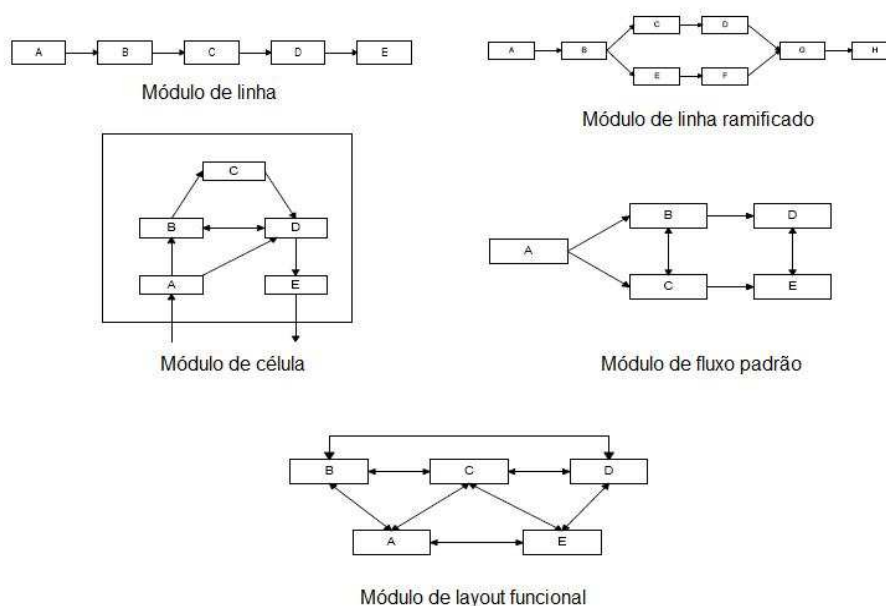 A B C D E
Módulo de linha
A B C D E F G H
Módulo de linha ramificado
C
B D
A E
Módulo de célula
A B D
C E
Módulo de fluxo padrão
B C D
A E
Módulo de layout funcional